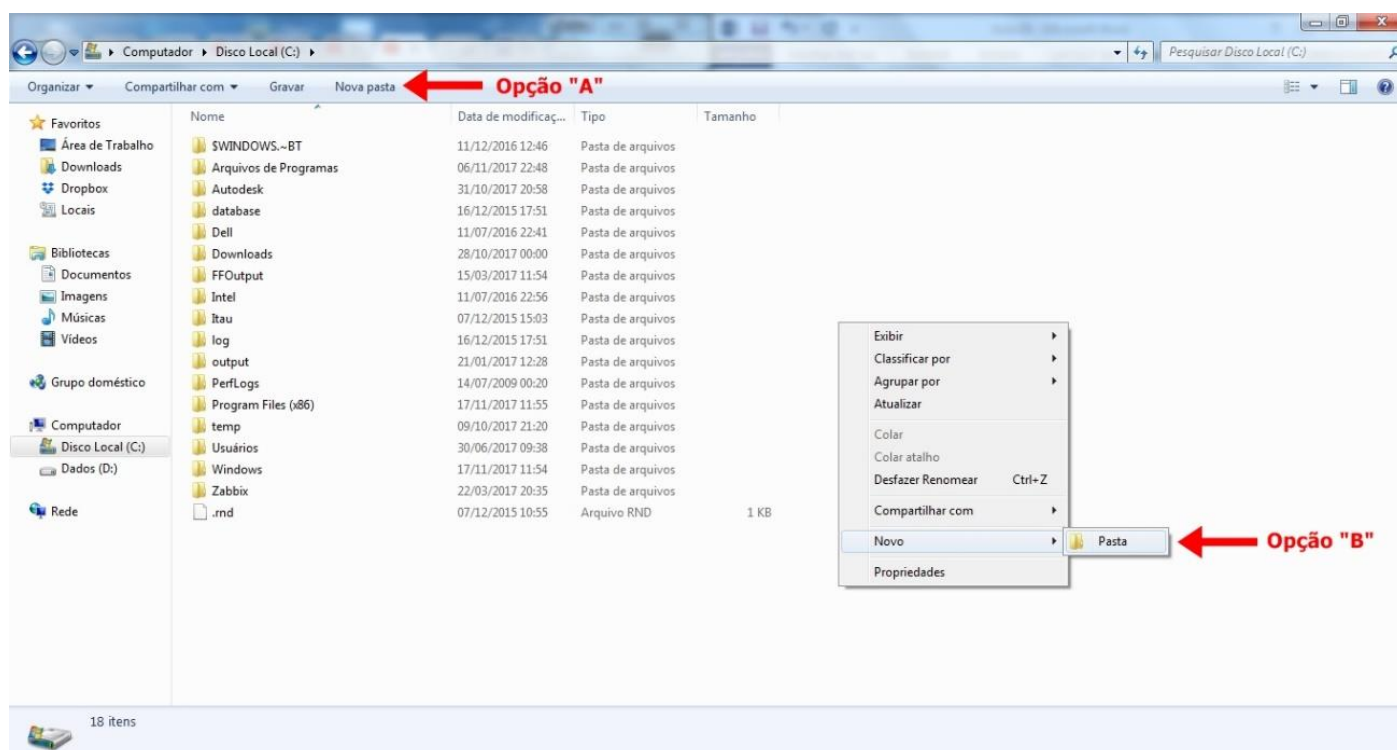 Computador ▸ Disco Local (C:) ▸
Pesquisar Disco Local (C:)
Organizar Compartilhar com Gravar Nova pasta Opção "A"
Favoritos
Área de Trabalho
Downloads
Dropbox
Locais
Bibliotecas
Documentos
Imagens
Músicas
Vídeos
Grupo doméstico
Computador
Disco Local (C:)
Dados (D:)
Rede
Nome Data de modificaç... Tipo Tamanho
$WINDOWS.~BT 11/12/2016 12:46 Pasta de arquivos
Arquivos de Programas 06/11/2017 22:48 Pasta de arquivos
Autodesk 31/10/2017 20:58 Pasta de arquivos
database 16/12/2015 17:51 Pasta de arquivos
Dell 11/07/2016 22:41 Pasta de arquivos
Downloads 28/10/2017 00:00 Pasta de arquivos
FFOutput 15/03/2017 11:54 Pasta de arquivos
Intel 11/07/2016 22:56 Pasta de arquivos
Itau 07/12/2015 15:03 Pasta de arquivos
log 16/12/2015 17:51 Pasta de arquivos
output 21/01/2017 12:28 Pasta de arquivos
PerfLogs 14/07/2009 00:20 Pasta de arquivos
Program Files (x86) 17/11/2017 11:55 Pasta de arquivos
temp 09/10/2017 21:20 Pasta de arquivos
Usuários 30/06/2017 09:38 Pasta de arquivos
Windows 17/11/2017 11:54 Pasta de arquivos
Zabbix 22/03/2017 20:35 Pasta de arquivos
.rnd 07/12/2015 10:55 Arquivo RND 1 KB
Exibir
Classificar por
Agrupar por
Atualizar
Colar
Colar atalho
Desfazer Renomear Ctrl+Z
Compartilhar com
Novo Pasta Opção "B"
Propriedades
18 itens